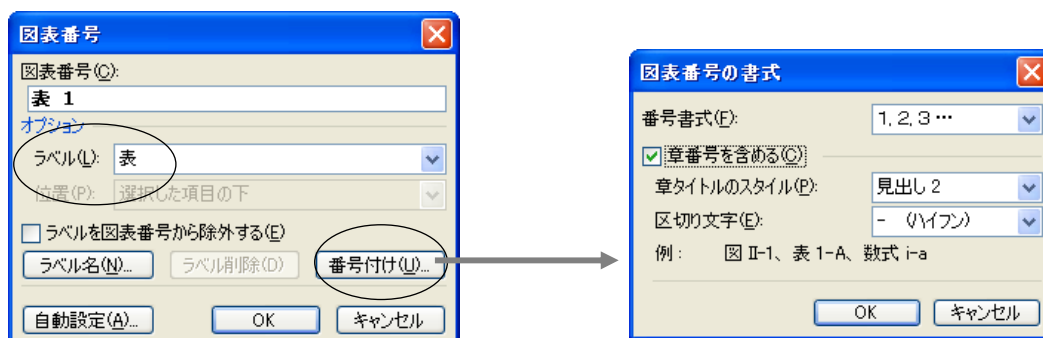 図表番号
図表番号(C):
表 1
オプション
ラベル(L): 表
位置(P): 選択した項目の下
ラベルを図表番号から除外する(E)
ラベル名(N)... ラベル削除(D) 番号付け(U)...
自動設定(A)... OK キャンセル
図表番号の書式
番号書式(F): 1, 2, 3 …
章番号を含める(C)
章タイトルのスタイル(P): 見出し 2
区切り文字(E): - (ハイフン)
例： 図 II-1、表 1-A、数式 i-a
OK キャンセル